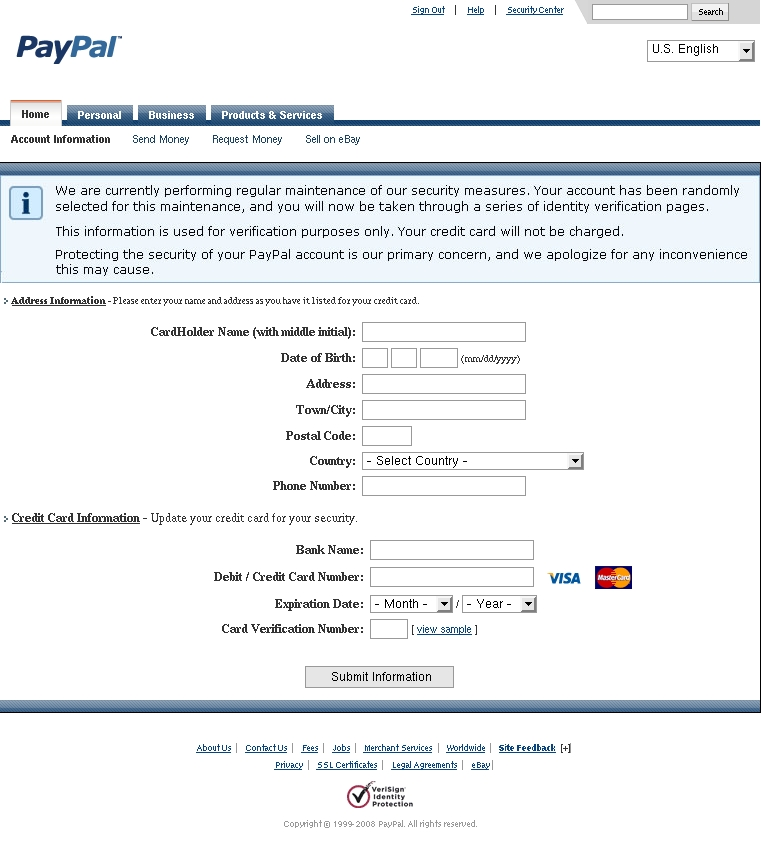 Sign Out | Help | Security Center Search
PayPal™
U.S. English
Home Personal Business Products & Services
Account Information Send Money Request Money Sell on eBay
i
We are currently performing regular maintenance of our security measures. Your account has been randomly
selected for this maintenance, and you will now be taken through a series of identity verification pages.
This information is used for verification purposes only. Your credit card will not be charged.
Protecting the security of your PayPal account is our primary concern, and we apologize for any inconvenience
this may cause.
> Address Information - Please enter your name and address as you have it listed for your credit card.
CardHolder Name (with middle initial):
Date of Birth: (mm/dd/yyyy)
Address:
Town/City:
Postal Code:
Country: - Select Country -
Phone Number:
> Credit Card Information - Update your credit card for your security.
Bank Name:
Debit / Credit Card Number: VISA MasterCard
Expiration Date: - Month - / - Year -
Card Verification Number: [ view sample ]
Submit Information
About Us | Contact Us | Fees | Jobs | Merchant Services | Worldwide | Site Feedback [+]
Privacy | SSL Certificates | Legal Agreements | eBay |
VeriSign
Identity
Protection
Copyright © 1999-2008 PayPal. All rights reserved.